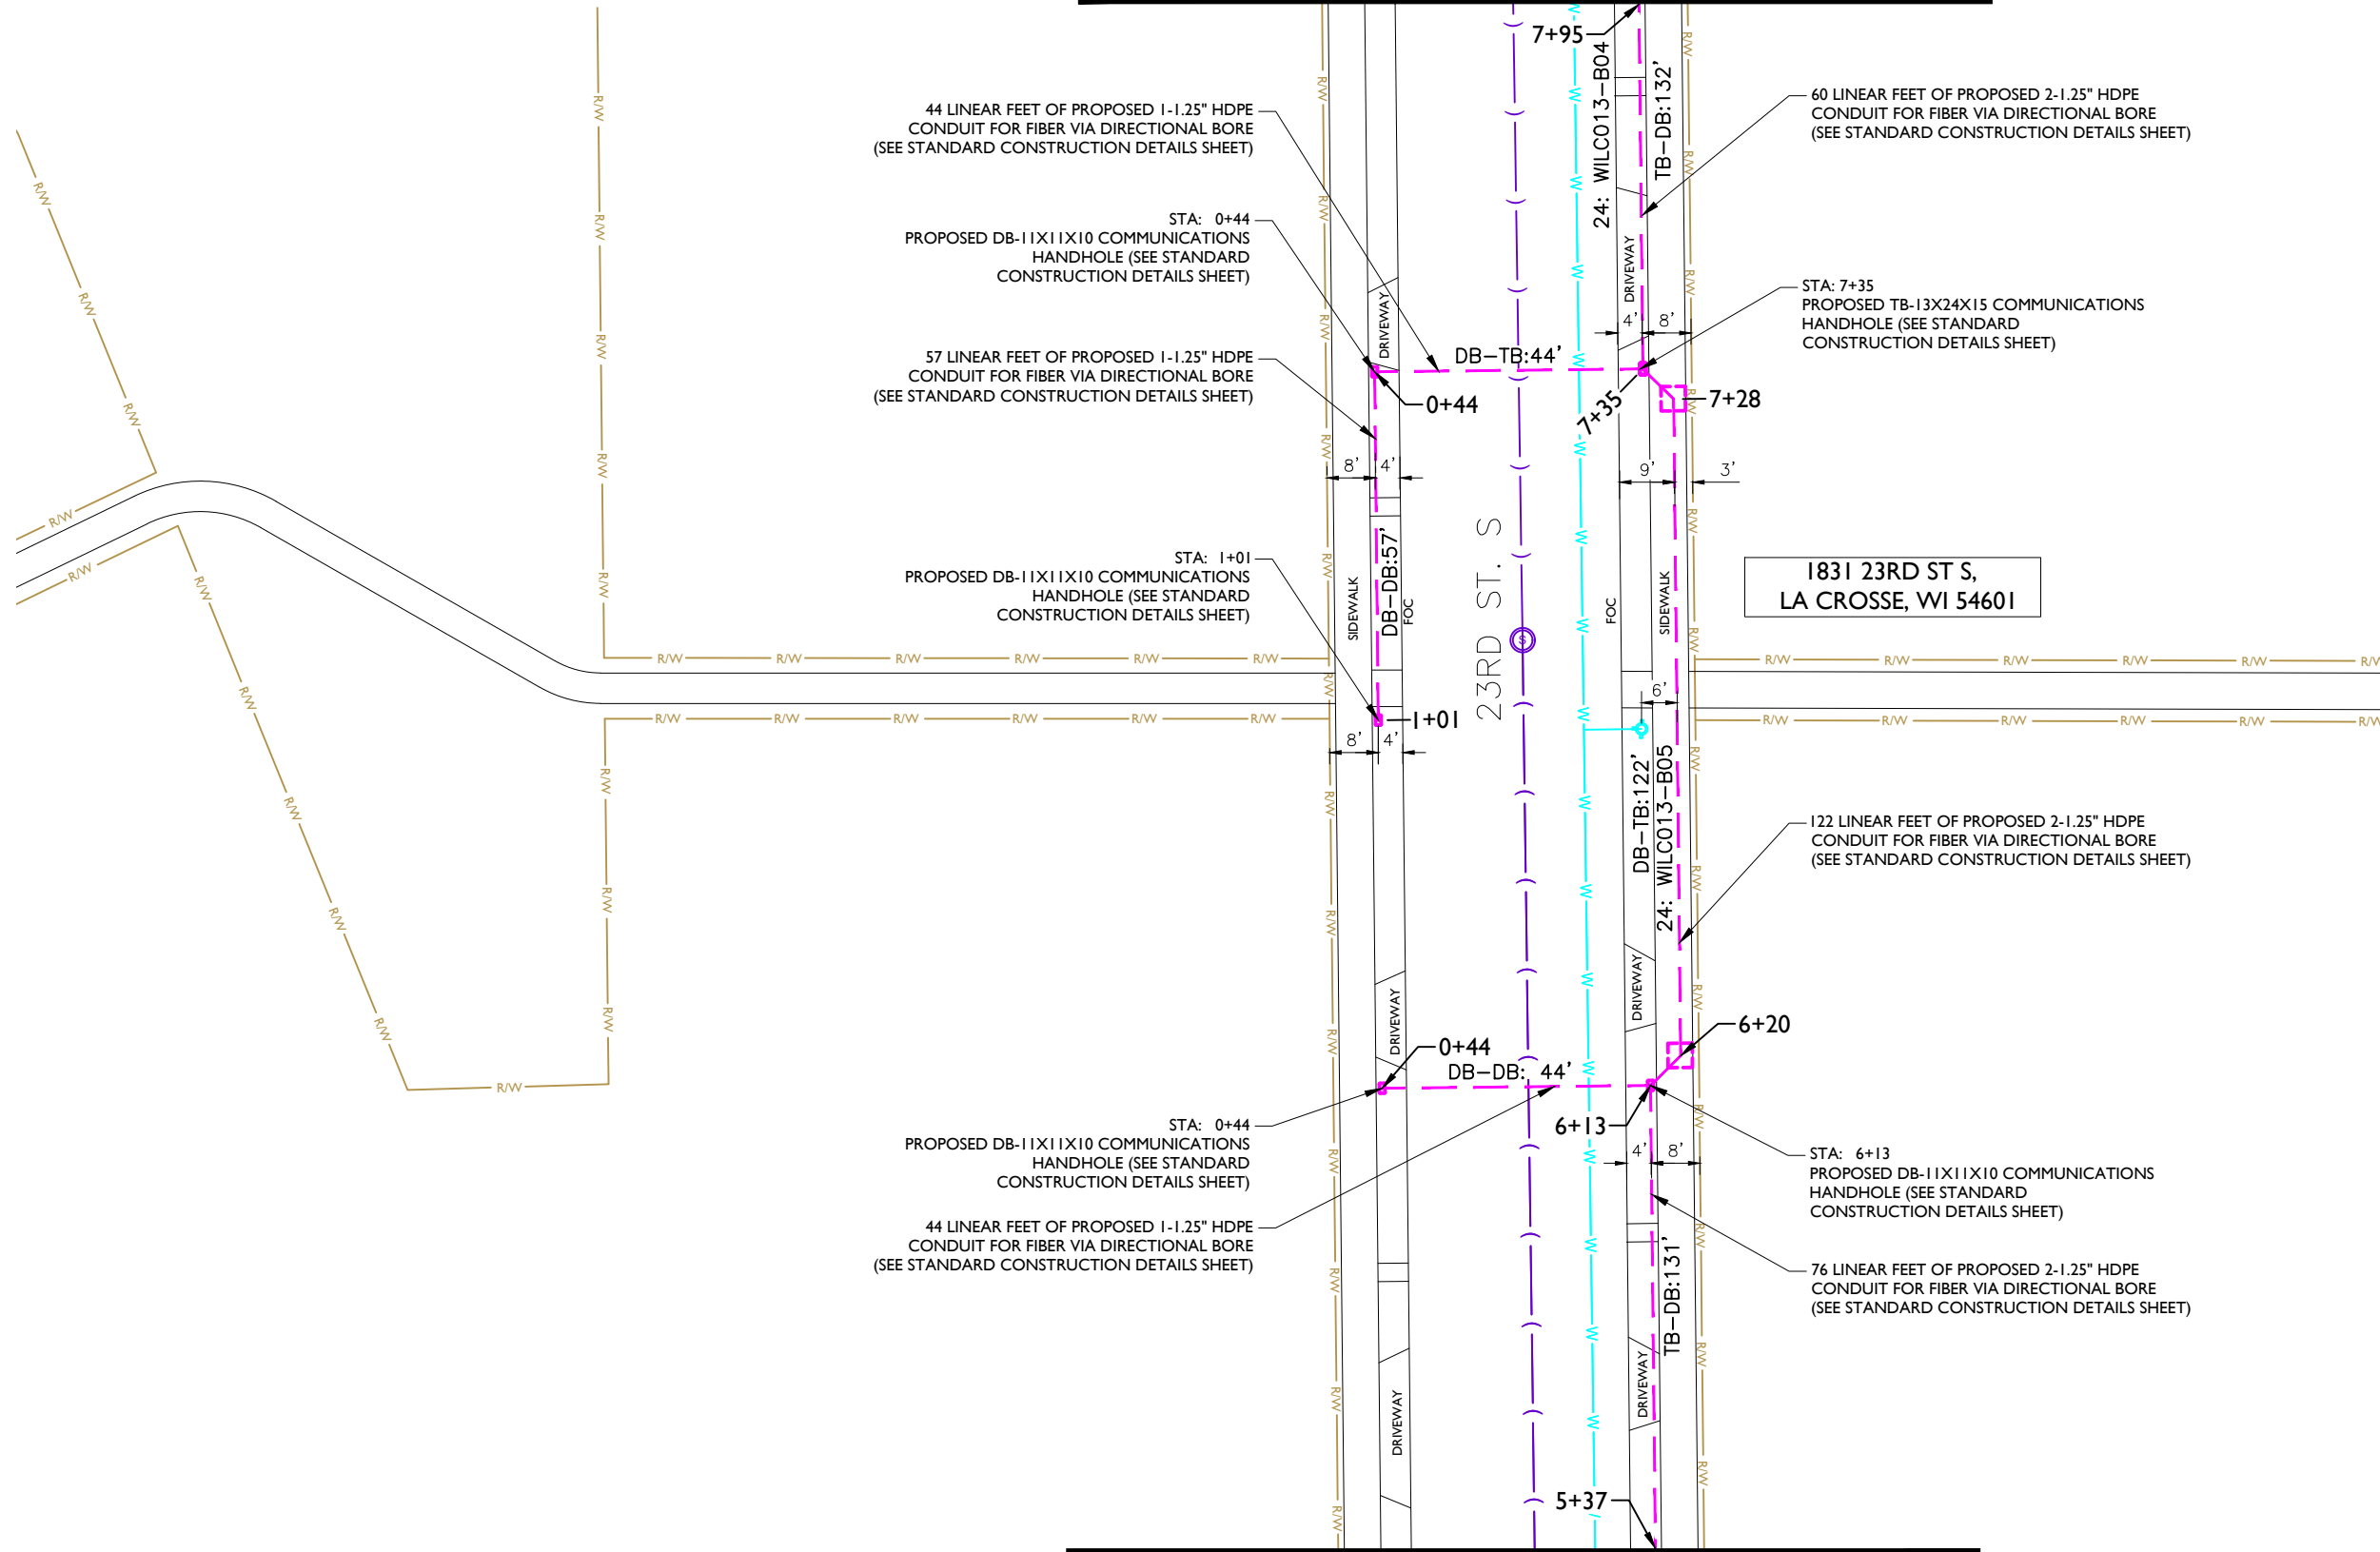 7+95
24: WILC013-B04
TB-DB:132'
44 LINEAR FEET OF PROPOSED 1-1.25" HDPE
CONDUIT FOR FIBER VIA DIRECTIONAL BORE
(SEE STANDARD CONSTRUCTION DETAILS SHEET)
60 LINEAR FEET OF PROPOSED 2-1.25" HDPE
CONDUIT FOR FIBER VIA DIRECTIONAL BORE
(SEE STANDARD CONSTRUCTION DETAILS SHEET)
STA: 0+44
PROPOSED DB-11X11X10 COMMUNICATIONS
HANDHOLE (SEE STANDARD
CONSTRUCTION DETAILS SHEET)
DRIVEWAY
DRIVEWAY
STA: 7+35
PROPOSED TB-13X24X15 COMMUNICATIONS
HANDHOLE (SEE STANDARD
CONSTRUCTION DETAILS SHEET)
4'
8'
57 LINEAR FEET OF PROPOSED 1-1.25" HDPE
CONDUIT FOR FIBER VIA DIRECTIONAL BORE
(SEE STANDARD CONSTRUCTION DETAILS SHEET)
DB-TB:44'
0+44
7+35
7+28
8'
4'
9'
3'
STA: 1+01
PROPOSED DB-11X11X10 COMMUNICATIONS
HANDHOLE (SEE STANDARD
CONSTRUCTION DETAILS SHEET)
SIDEWALK
DB-DB:57'
FOC
23RD ST. S
S
FOC
SIDEWALK
1831 23RD ST S,
LA CROSSE, WI 54601
R/W R/W R/W R/W R/W R/W
R/W R/W R/W R/W R/W R/W
6'
1+01
8'
4'
DB-TB:122'
24: WILC013-B05
122 LINEAR FEET OF PROPOSED 2-1.25" HDPE
CONDUIT FOR FIBER VIA DIRECTIONAL BORE
(SEE STANDARD CONSTRUCTION DETAILS SHEET)
DRIVEWAY
DRIVEWAY
6+20
0+44
DB-DB: 44'
R/W
STA: 0+44
PROPOSED DB-11X11X10 COMMUNICATIONS
HANDHOLE (SEE STANDARD
CONSTRUCTION DETAILS SHEET)
6+13
4'
8'
STA: 6+13
PROPOSED DB-11X11X10 COMMUNICATIONS
HANDHOLE (SEE STANDARD
CONSTRUCTION DETAILS SHEET)
44 LINEAR FEET OF PROPOSED 1-1.25" HDPE
CONDUIT FOR FIBER VIA DIRECTIONAL BORE
(SEE STANDARD CONSTRUCTION DETAILS SHEET)
TB-DB:131'
76 LINEAR FEET OF PROPOSED 2-1.25" HDPE
CONDUIT FOR FIBER VIA DIRECTIONAL BORE
(SEE STANDARD CONSTRUCTION DETAILS SHEET)
DRIVEWAY
DRIVEWAY
5+37